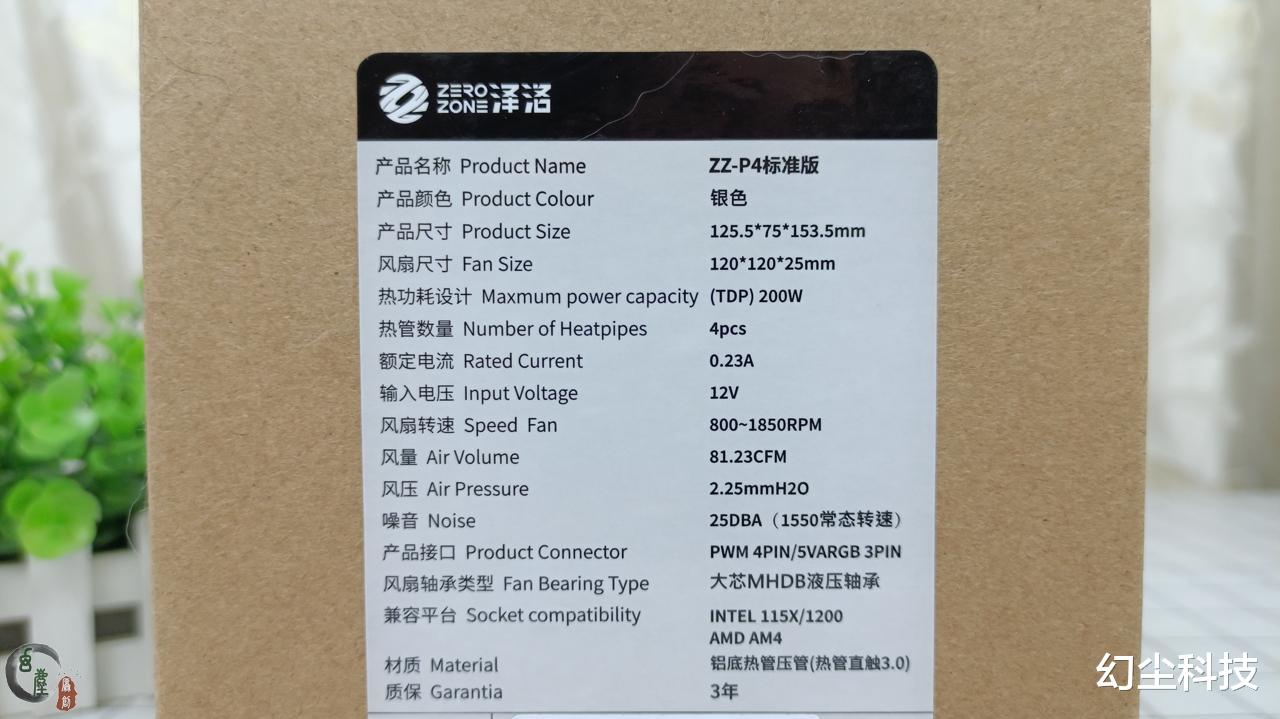 ZERO ZONE 泽洛
产品名称 Product Name ZZ-P4标准版
产品颜色 Product Colour 银色
产品尺寸 Product Size 125.5*75*153.5mm
风扇尺寸 Fan Size 120*120*25mm
热功耗设计 Maxmum power capacity (TDP) 200W
热管数量 Number of Heatpipes 4pcs
额定电流 Rated Current 0.23A
输入电压 Input Voltage 12V
风扇转速 Speed Fan 800~1850RPM
风量 Air Volume 81.23CFM
风压 Air Pressure 2.25mmH2O
噪音 Noise 25DBA（1550常态转速）
产品接口 Product Connector PWM 4PIN/5VARGB 3PIN
风扇轴承类型 Fan Bearing Type 大芯MHDB液压轴承
兼容平台 Socket compatibility INTEL 115X/1200
AMD AM4
材质 Material 铝底热管压管(热管直触3.0)
质保 Garantia 3年
幻尘科技